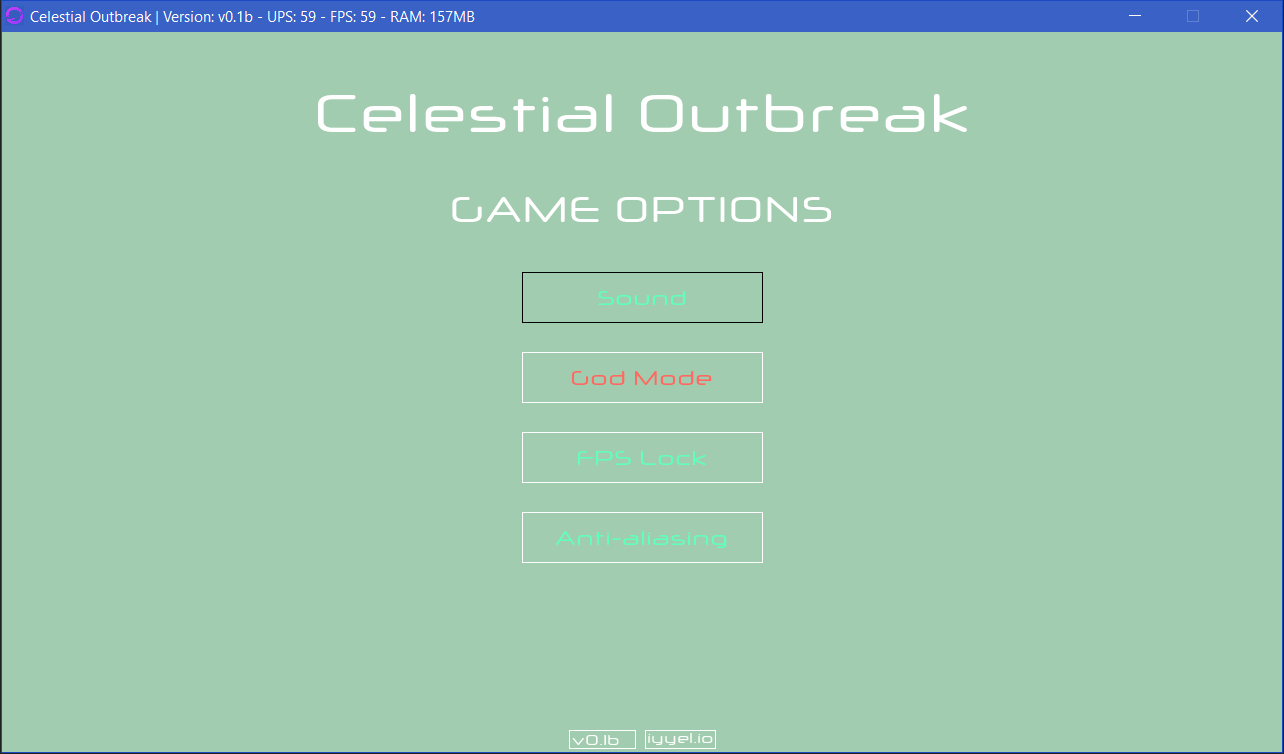 Celestial Outbreak | Version: v0.1b - UPS: 59 - FPS: 59 - RAM: 157MB
Celestial Outbreak
GAME OPTIONS
Sound
God Mode
FPS Lock
Anti-aliasing
v0.1b iyyel.io